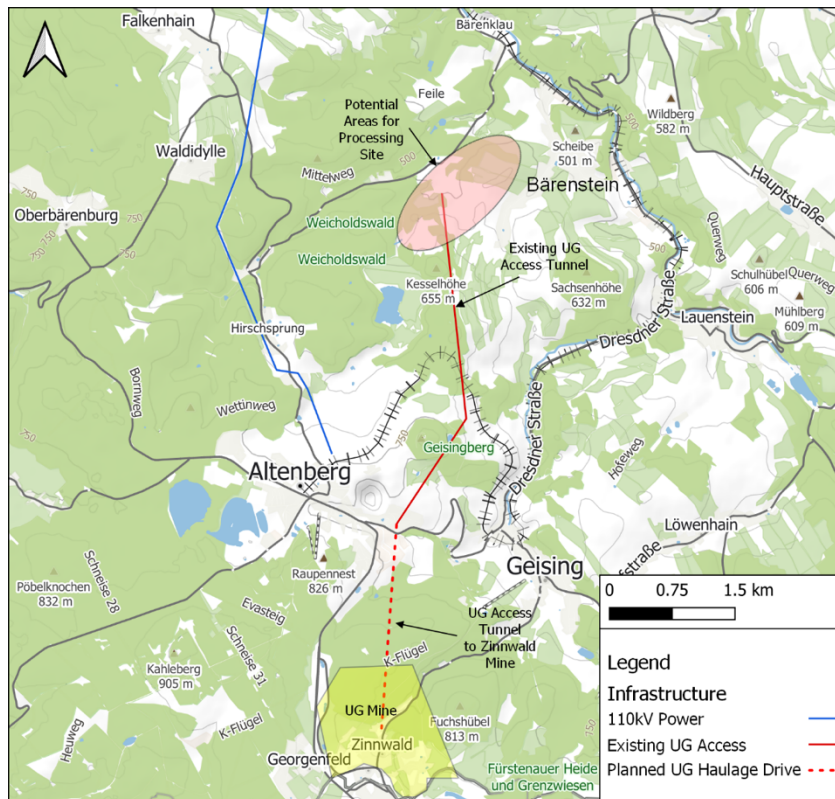 Falkenhain
Bärenklau
Feile
Potential
Areas for
Processing
Site
Wildberg
582 m
500
Scheibe
501 m
Waldidylle
500
Mittelweg
Bärenstein
Hauptstraße
750
Oberbärenburg
750
750
Weicholdswald
Existing UG
Access Tunnel
500
Querweg
Weicholdswald
Kesselhöhe
655 m
Sachsenhöhe
632 m
Schulhübel
606 m
Querweg
Mühlberg
609 m
Hirschsprung
Dresdner Straße
Lauenstein
Bornweg
Wettinweg
750
Geisingberg
Dresdner Straße
Hofeweg
750
Altenberg
Löwenhain
Schneise 28
Raupennest
826 m
Geising
Pöbelknochen
832 m
Evasteig
UG Access
Tunnel
to Zinnwald
Mine
Schneise 31
K-Flügel
Kahleberg
905 m
K-Flügel
UG Mine
Fuchshübel
813 m
Heuweg
Zinnwald
Georgenfeld
Fürstenauer Heide
und Grenzwiesen
0 0.75 1.5 km
Legend
Infrastructure
110kV Power
Existing UG Access
Planned UG Haulage Drive